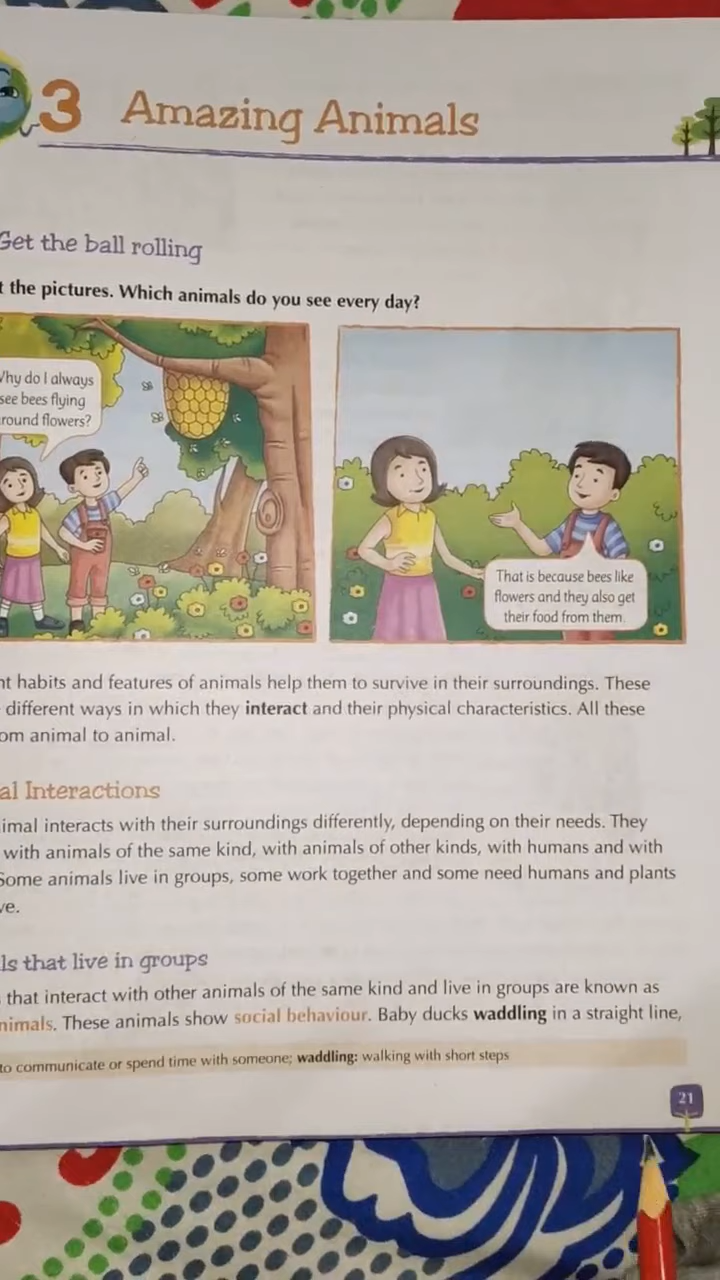 3 Amazing Animals
Get the ball rolling
the pictures. Which animals do you see every day?
Why do I always
see bees flying
round flowers?
That is because bees like
flowers and they also get
their food from them.
habits and features of animals help them to survive in their surroundings. These
different ways in which they interact and their physical characteristics. All these
om animal to animal.
al Interactions
imal interacts with their surroundings differently, depending on their needs. They
with animals of the same kind, with animals of other kinds, with humans and with
Some animals live in groups, some work together and some need humans and plants
ve.
ls that live in groups
that interact with other animals of the same kind and live in groups are known as
nimals. These animals show social behaviour. Baby ducks waddling in a straight line,
to communicate or spend time with someone; waddling: walking with short steps
21